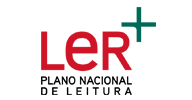 LeR+
PLANO NACIONAL
DE LEITURA